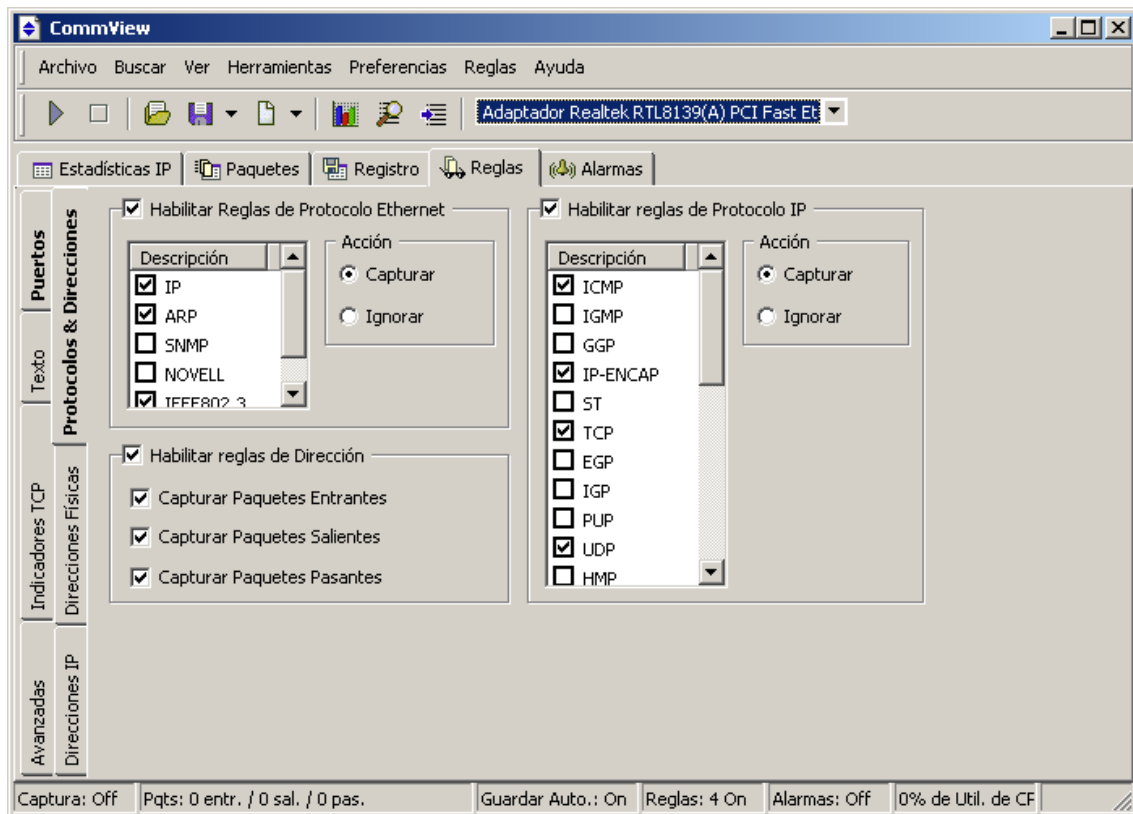 CommView
Archivo Buscar Ver Herramientas Preferencias Reglas Ayuda
Adaptador Realtek RTL8139(A) PCI Fast Et
Estadísticas IP Paquetes Registro Reglas Alarmas
Puertos
Texto
Indicadores TCP
Avanzadas
Protocolos & Direcciones
Direcciones Físicas
Direcciones IP
Habilitar Reglas de Protocolo Ethernet
Descripción
IP
ARP
SNMP
NOVELL
IEEE802.3
Acción
Capturar
Ignorar
Habilitar reglas de Dirección
Capturar Paquetes Entrantes
Capturar Paquetes Salientes
Capturar Paquetes Pasantes
Habilitar reglas de Protocolo IP
Descripción
ICMP
IGMP
GGP
IP-ENCAP
ST
TCP
EGP
IGP
PUP
UDP
HMP
Acción
Capturar
Ignorar
Captura: Off Pqts: 0 entr. / 0 sal. / 0 pas. Guardar Auto.: On Reglas: 4 On Alarmas: Off 0% de Util. de CP